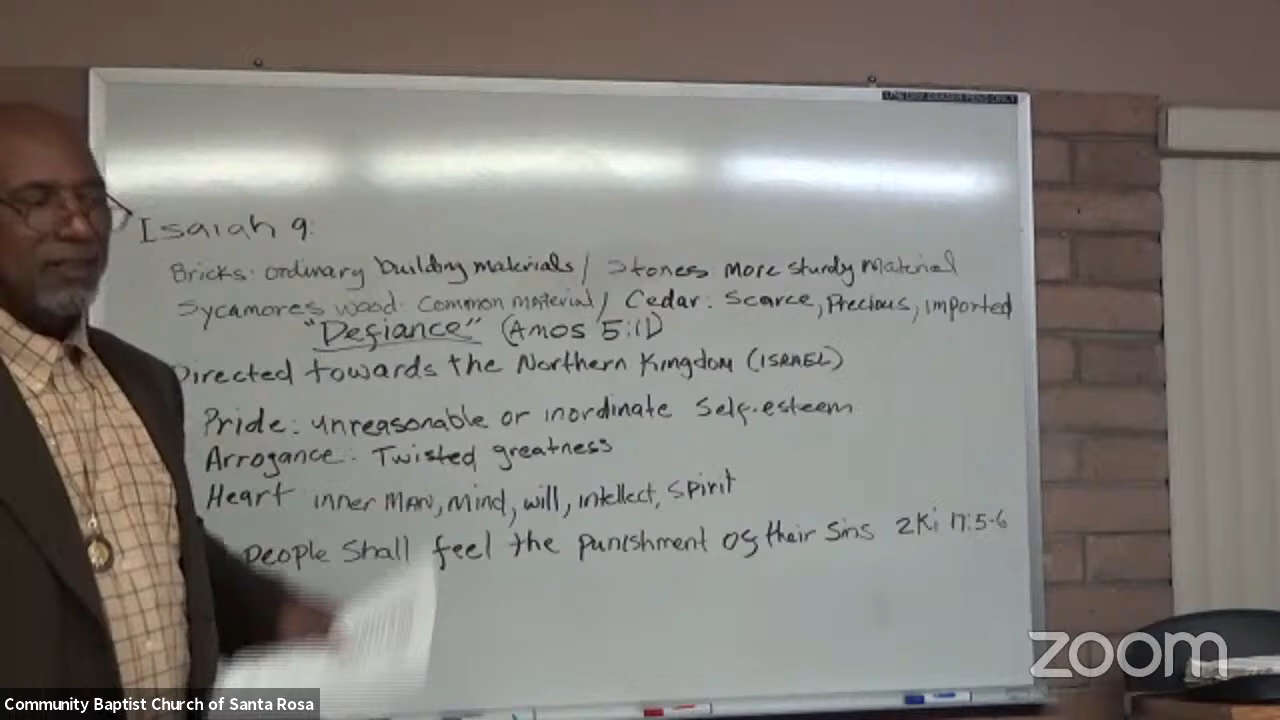 Isaiah 9:
Bricks: ordinary building materials / Stones: More sturdy Material
Sycamores wood: Common material / Cedar: Scarce, Precious, imported
"Defiance" (Amos 5:11)
Directed towards the Northern Kingdom (ISRAEL)
Pride: unreasonable or inordinate Self-esteem
Arrogance: Twisted greatness
Heart inner MAN, mind, will, intellect, spirit
people Shall feel the punishment of their Sins 2Ki 17:5-6
zoom
Community Baptist Church of Santa Rosa